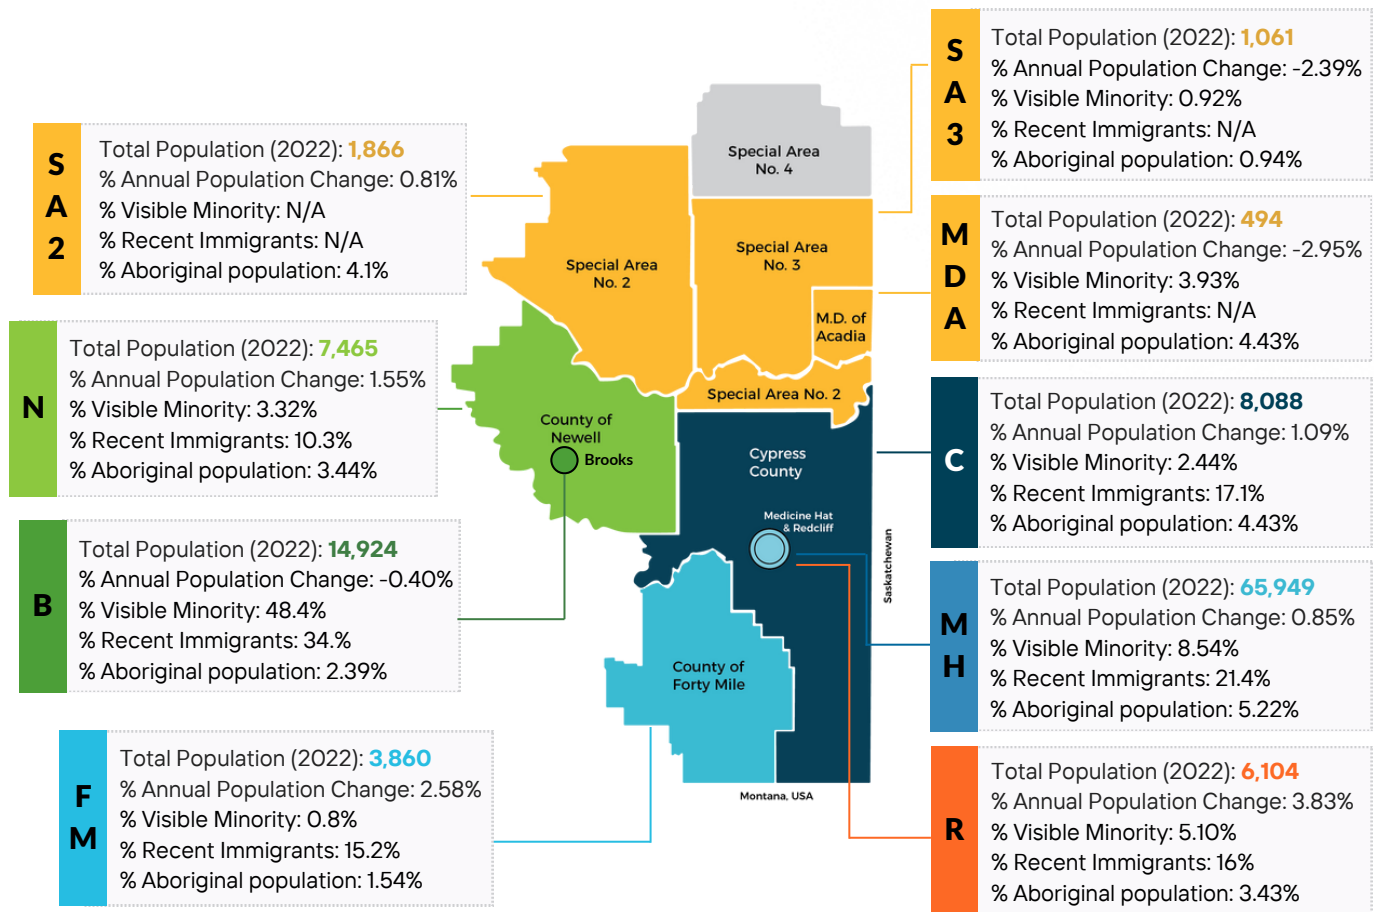 S
A
2
Total Population (2022): 1,866
% Annual Population Change: 0.81%
% Visible Minority: N/A
% Recent Immigrants: N/A
% Aboriginal population: 4.1%
N
Total Population (2022): 7,465
% Annual Population Change: 1.55%
% Visible Minority: 3.32%
% Recent Immigrants: 10.3%
% Aboriginal population: 3.44%
B
Total Population (2022): 14,924
% Annual Population Change: -0.40%
% Visible Minority: 48.4%
% Recent Immigrants: 34.%
% Aboriginal population: 2.39%
F
M
Total Population (2022): 3,860
% Annual Population Change: 2.58%
% Visible Minority: 0.8%
% Recent Immigrants: 15.2%
% Aboriginal population: 1.54%
Special Area
No. 4
Special Area
No. 3
Special Area
No. 2
M.D. of
Acadia
Special Area No. 2
County of
Newell
Brooks
Cypress
County
Medicine Hat
& Redcliff
Saskatchewan
County of
Forty Mile
Montana, USA
S
A
3
Total Population (2022): 1,061
% Annual Population Change: -2.39%
% Visible Minority: 0.92%
% Recent Immigrants: N/A
% Aboriginal population: 0.94%
M
D
A
Total Population (2022): 494
% Annual Population Change: -2.95%
% Visible Minority: 3.93%
% Recent Immigrants: N/A
% Aboriginal population: 4.43%
C
Total Population (2022): 8,088
% Annual Population Change: 1.09%
% Visible Minority: 2.44%
% Recent Immigrants: 17.1%
% Aboriginal population: 4.43%
M
H
Total Population (2022): 65,949
% Annual Population Change: 0.85%
% Visible Minority: 8.54%
% Recent Immigrants: 21.4%
% Aboriginal population: 5.22%
R
Total Population (2022): 6,104
% Annual Population Change: 3.83%
% Visible Minority: 5.10%
% Recent Immigrants: 16%
% Aboriginal population: 3.43%